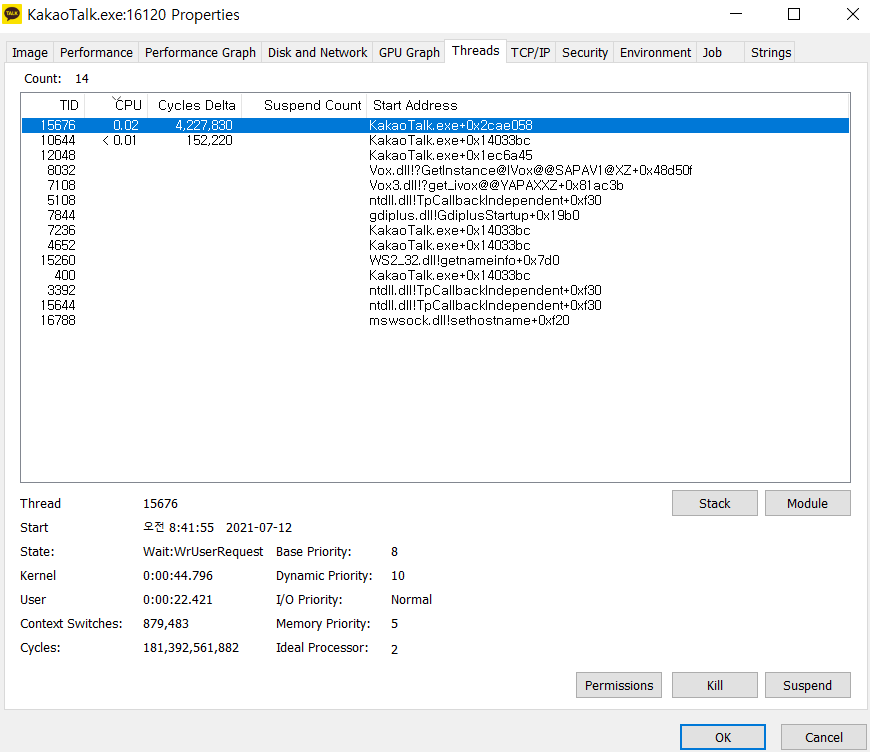 TALK
KakaoTalk.exe:16120 Properties
Image Performance Performance Graph Disk and Network GPU Graph Threads TCP/IP Security Environment Job Strings
Count: 14
TID CPU Cycles Delta Suspend Count Start Address
15676 0.02 4,227,830 KakaoTalk.exe+0x2cae058
10644 < 0.01 152,220 KakaoTalk.exe+0x14033bc
12048 KakaoTalk.exe+0x1ec6a45
8032 Vox.dll!?GetInstance@IVox@@SAPAV1@XZ+0x48d50f
7108 Vox3.dll!?get_ivox@@YAPAXXZ+0x81ac3b
5108 ntdll.dll!TpCallbackIndependent+0xf30
7844 gdiplus.dll!GdiplusStartup+0x19b0
7236 KakaoTalk.exe+0x14033bc
4652 KakaoTalk.exe+0x14033bc
15260 WS2_32.dll!getnameinfo+0x7d0
400 KakaoTalk.exe+0x14033bc
3392 ntdll.dll!TpCallbackIndependent+0xf30
15644 ntdll.dll!TpCallbackIndependent+0xf30
16788 mswsock.dll!sethostname+0xf20
Thread 15676 Stack Module
Start 오전 8:41:55 2021-07-12
State: Wait:WrUserRequest Base Priority: 8
Kernel 0:00:44.796 Dynamic Priority: 10
User 0:00:22.421 I/O Priority: Normal
Context Switches: 879,483 Memory Priority: 5
Cycles: 181,392,561,882 Ideal Processor: 2
Permissions Kill Suspend
OK Cancel